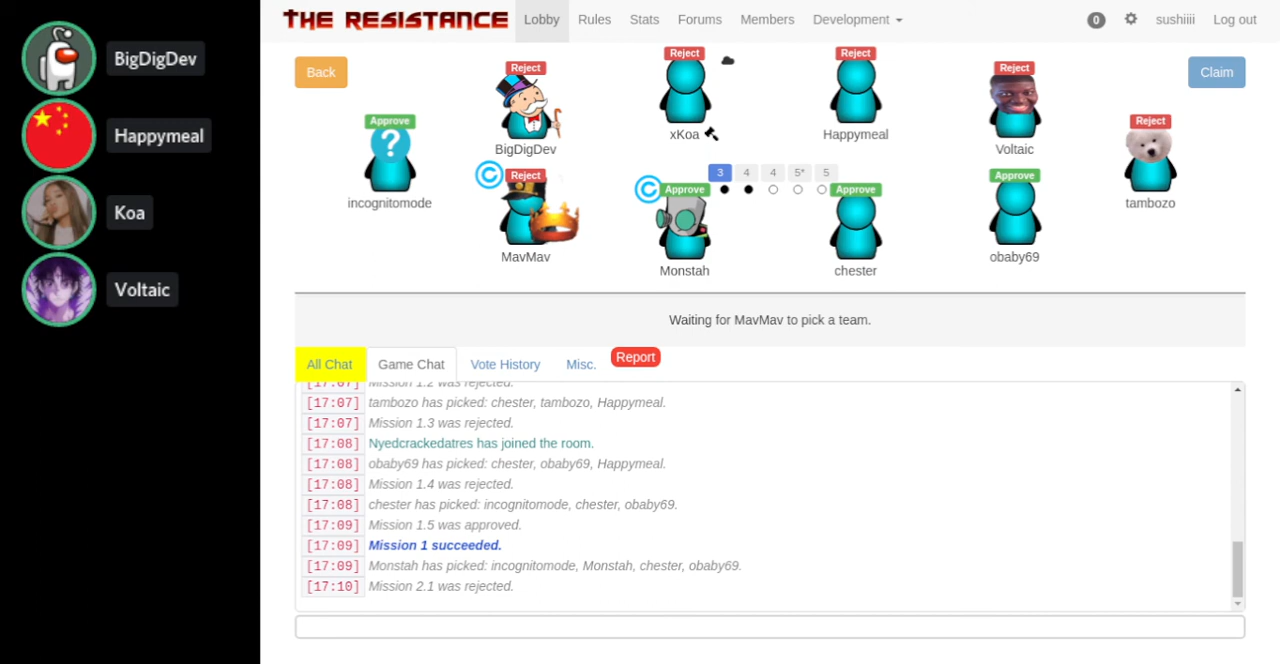 BigDigDev
Happymeal
Koa
Voltaic
THE RESISTANCE Lobby Rules Stats Forums Members Development 0 sushiiii Log out
Back
Claim
Reject
BigDigDev
Reject
xKoa
Reject
Happymeal
Reject
Voltaic
Approve
?
incognitomode
Reject
tambozo
C
Reject
MavMav
C
Approve
Monstah
3 4 4 5* 5
Approve
chester
Approve
obaby69
Waiting for MavMav to pick a team.
All Chat Game Chat Vote History Misc. Report
[17:07] Mission 1.2 was rejected.
[17:07] tambozo has picked: chester, tambozo, Happymeal.
[17:07] Mission 1.3 was rejected.
[17:08] Nyedcrackedatres has joined the room.
[17:08] obaby69 has picked: chester, obaby69, Happymeal.
[17:08] Mission 1.4 was rejected.
[17:08] chester has picked: incognitomode, chester, obaby69.
[17:09] Mission 1.5 was approved.
[17:09] Mission 1 succeeded.
[17:09] Monstah has picked: incognitomode, Monstah, chester, obaby69.
[17:10] Mission 2.1 was rejected.